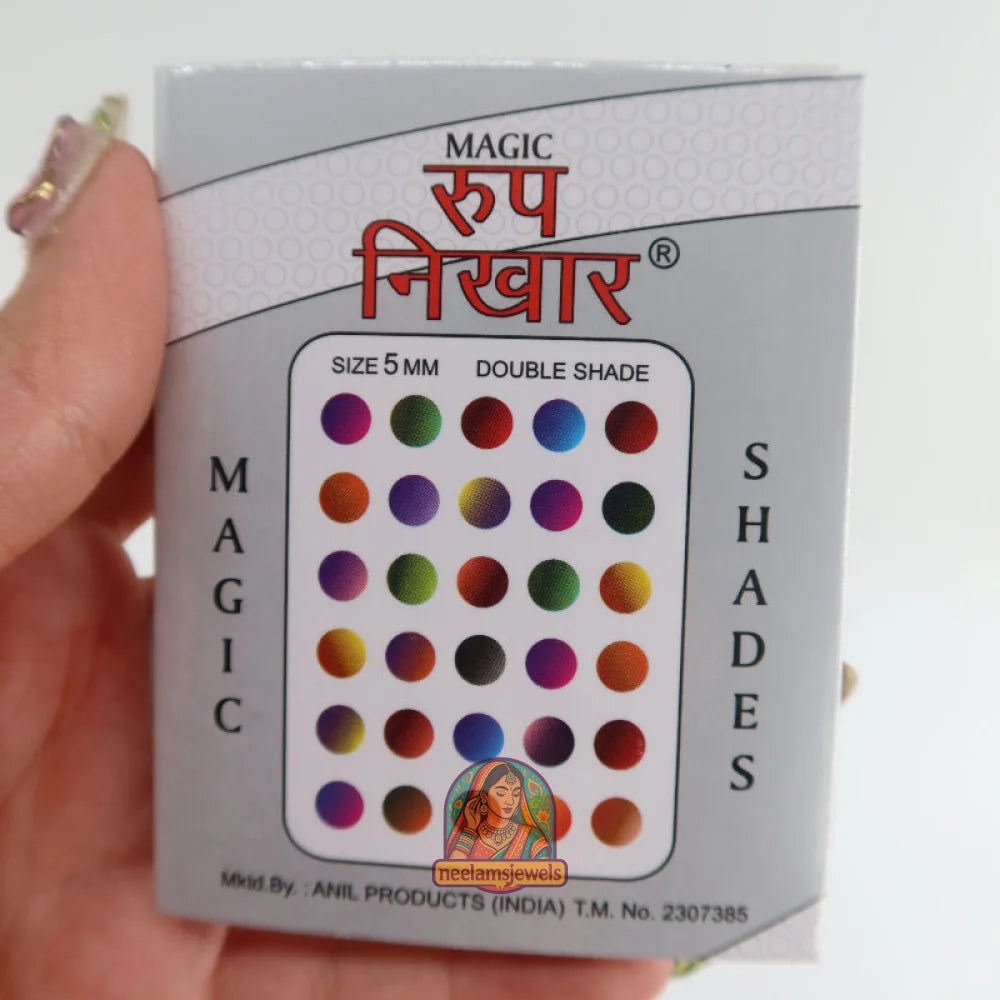 MAGIC
रुप
निखार®
SIZE 5 MM DOUBLE SHADE
MAGIC
SHADES
neelamsjewels
Mktd.By. : ANIL PRODUCTS (INDIA) T.M. No. 2307385